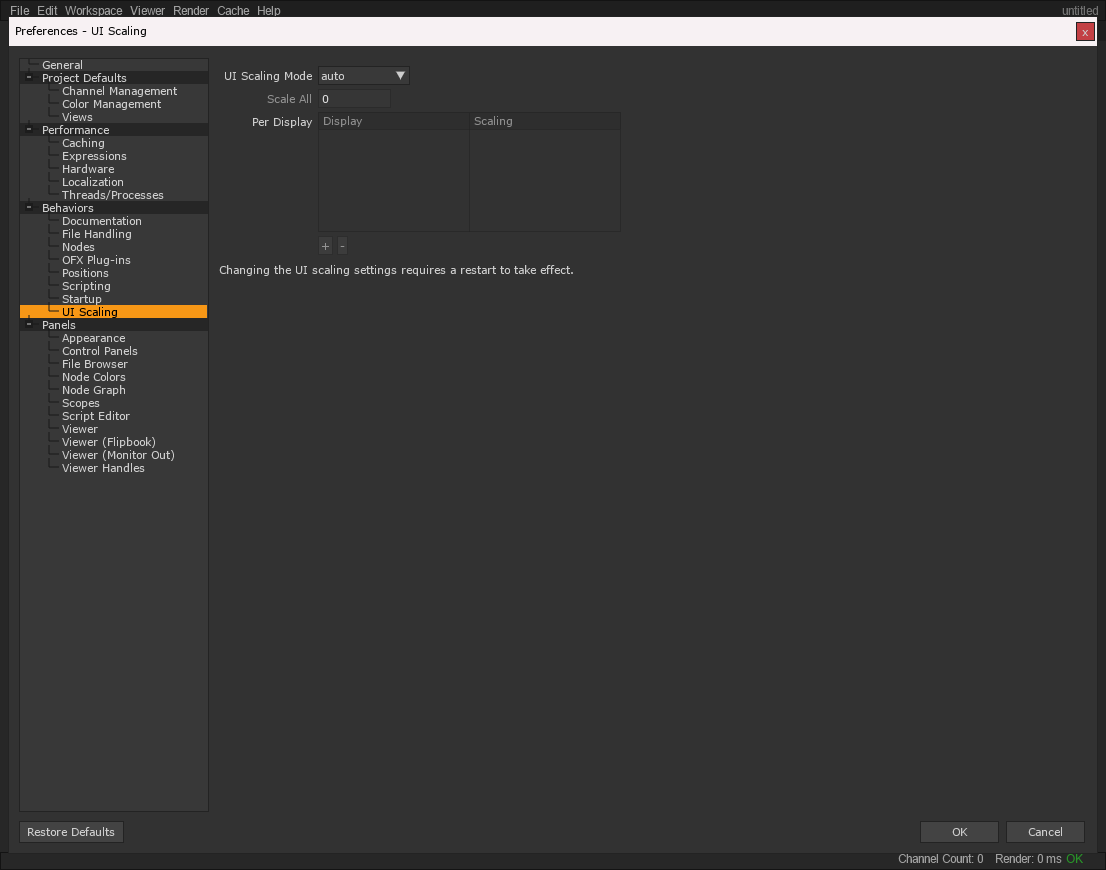 File Edit Workspace Viewer Render Cache Help untitled
Preferences - UI Scaling x
General
- Project Defaults
Channel Management
Color Management
Views
- Performance
Caching
Expressions
Hardware
Localization
Threads/Processes
- Behaviors
Documentation
File Handling
Nodes
OFX Plug-ins
Positions
Scripting
Startup
UI Scaling
- Panels
Appearance
Control Panels
File Browser
Node Colors
Node Graph
Scopes
Script Editor
Viewer
Viewer (Flipbook)
Viewer (Monitor Out)
Viewer Handles
UI Scaling Mode auto
Scale All 0
Per Display Display Scaling
+ -
Changing the UI scaling settings requires a restart to take effect.
Restore Defaults OK Cancel
Channel Count: 0 Render: 0 ms OK